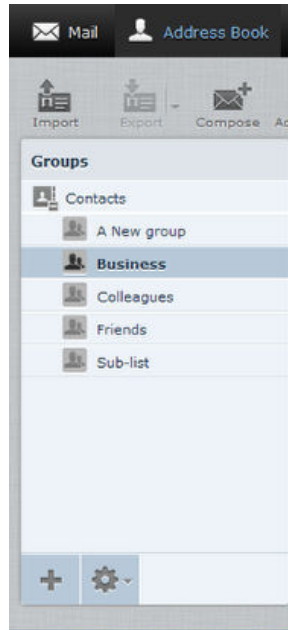 Mail Address Book
Import Export Compose
Groups
Contacts
A New group
Business
Colleagues
Friends
Sub-list